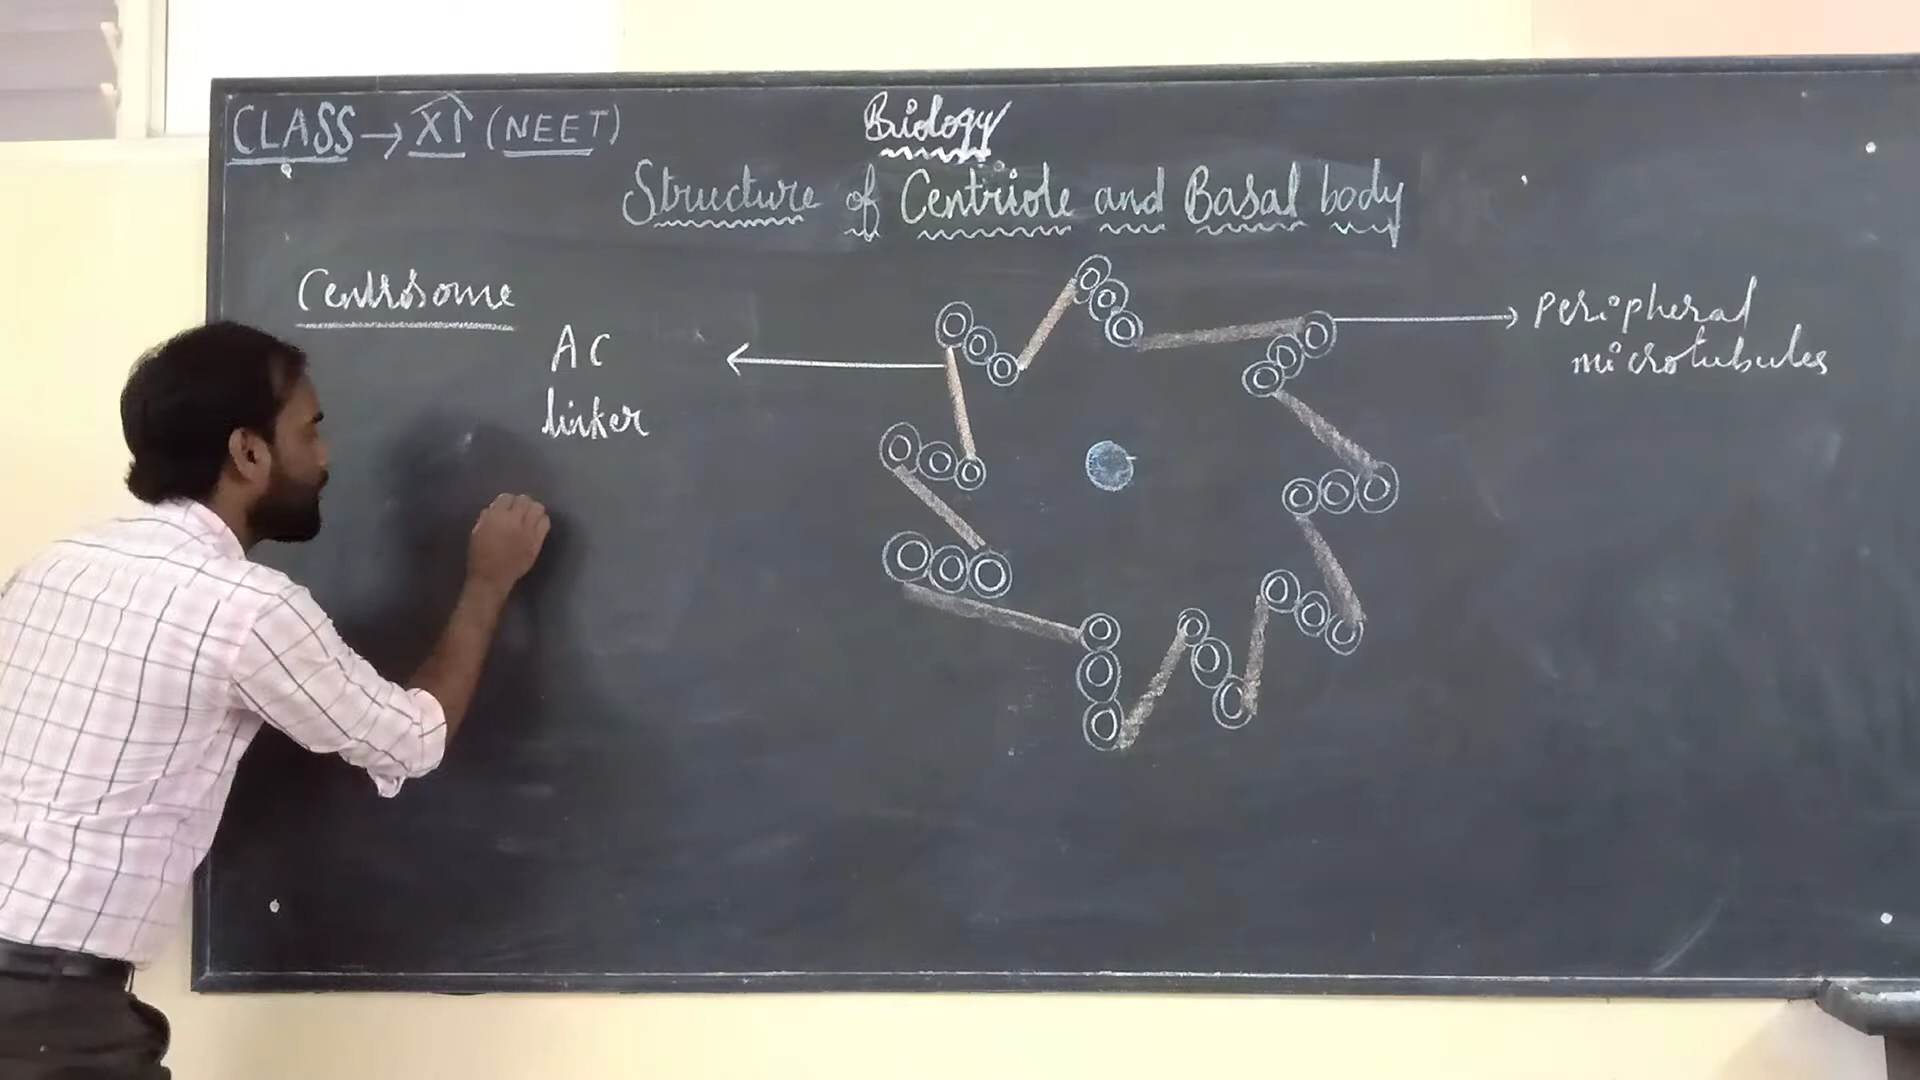 CLASS → XI (NEET)
Biology
Structure of Centriole and Basal body
Centrosome
AC
linker
Peripheral
microtubules